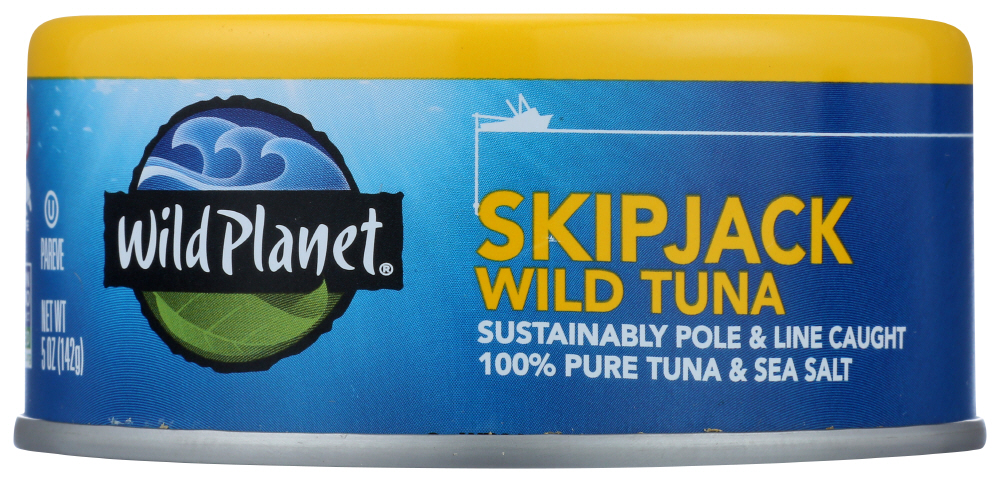 Wild Planet®
U
PAREVE
NET WT
5 OZ (142g)
SKIPJACK
WILD TUNA
SUSTAINABLY POLE & LINE CAUGHT
100% PURE TUNA & SEA SALT